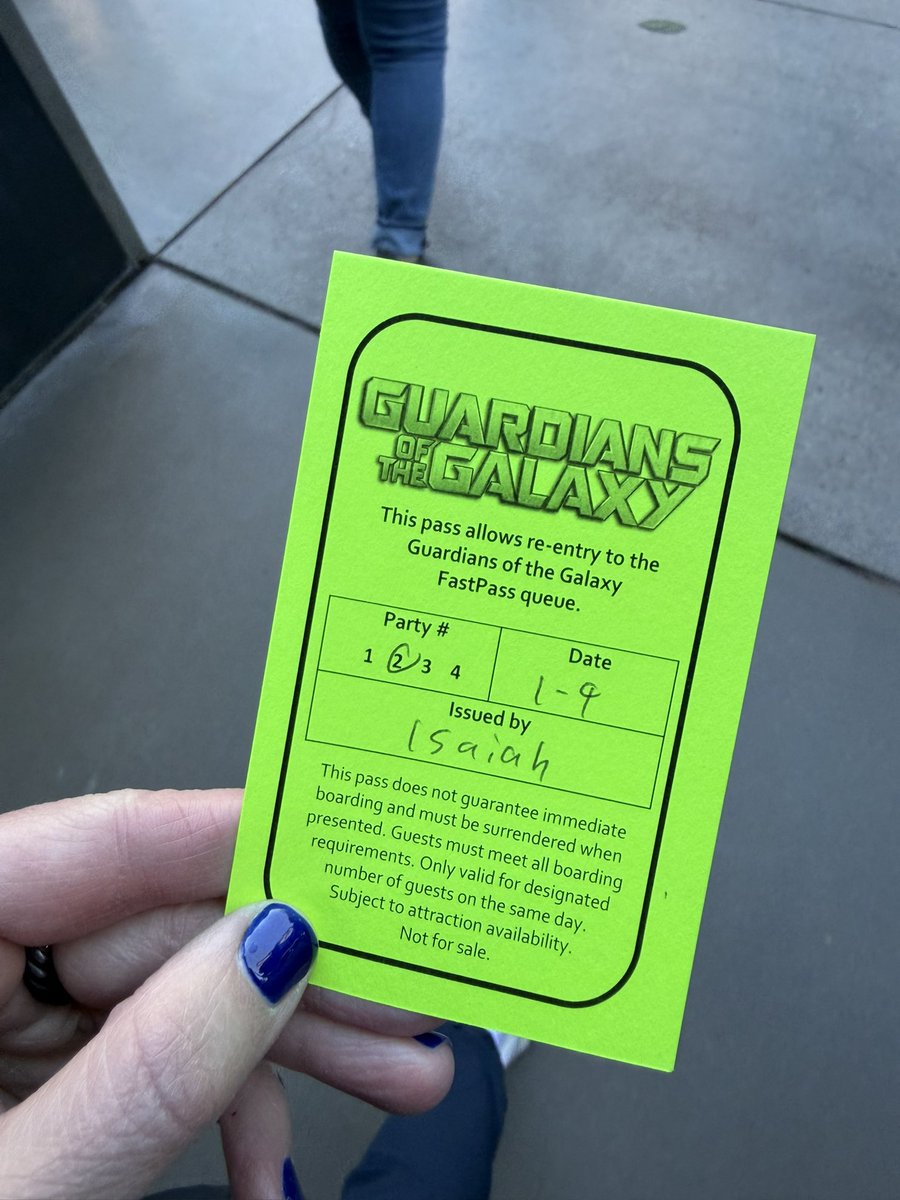 GUARDIANS
OF
THE GALAXY
This pass allows re-entry to the
Guardians of the Galaxy
FastPass queue.
Party #
1 2 3 4
Date
1-9
Issued by
Isaiah
This pass does not guarantee immediate
boarding and must be surrendered when
presented. Guests must meet all boarding
requirements. Only valid for designated
number of guests on the same day.
Subject to attraction availability.
Not for sale.